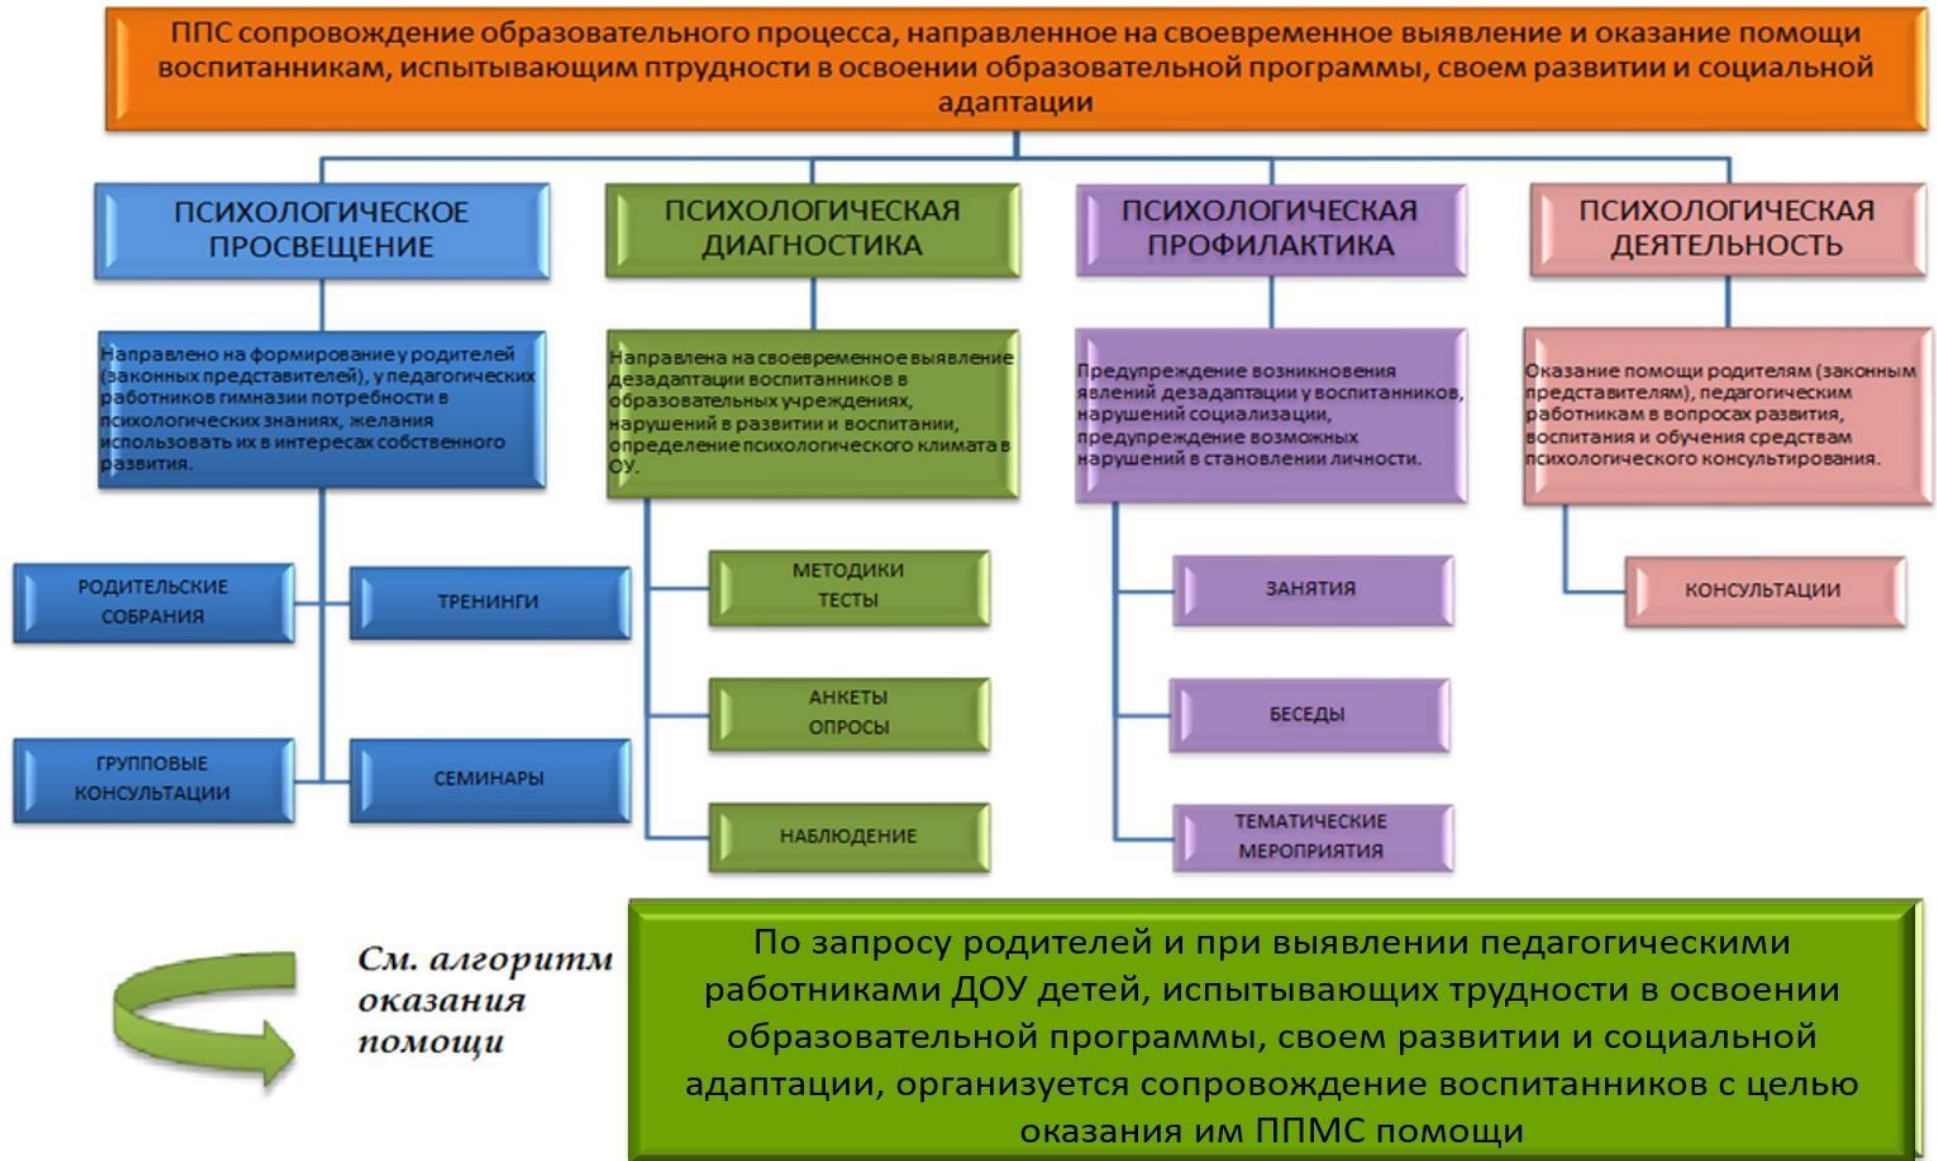 ППС сопровождение образовательного процесса, направленное на своевременное выявление и оказание помощи
воспитанникам, испытывающим птрудности в освоении образовательной программы, своем развитии и социальной
адаптации
ПСИХОЛОГИЧЕСКОЕ
ПРОСВЕЩЕНИЕ
ПСИХОЛОГИЧЕСКАЯ
ДИАГНОСТИКА
ПСИХОЛОГИЧЕСКАЯ
ПРОФИЛАКТИКА
ПСИХОЛОГИЧЕСКАЯ
ДЕЯТЕЛЬНОСТЬ
Направлено на формирование у родителей
(законных представителей), у педагогических
работников гимназии потребности в
психологических знаниях, желания
использовать их в интересах собственного
развития.
Направлена на своевременное выявление
дезадаптации воспитанников в
образовательных учреждениях,
нарушений в развитии и воспитании,
определение психологического климата в
ОУ.
Предупреждение возникновения
явлений дезадаптации у воспитанников,
нарушений социализации,
предупреждение возможных
нарушений в становлении личности.
Оказание помощи родителям (законным
представителям), педагогическим
работникам в вопросах развития,
воспитания и обучения средствам
психологического консультирования.
РОДИТЕЛЬСКИЕ
СОБРАНИЯ
ТРЕНИНГИ
ГРУППОВЫЕ
КОНСУЛЬТАЦИИ
СЕМИНАРЫ
МЕТОДИКИ
ТЕСТЫ
АНКЕТЫ
ОПРОСЫ
НАБЛЮДЕНИЕ
ЗАНЯТИЯ
БЕСЕДЫ
ТЕМАТИЧЕСКИЕ
МЕРОПРИЯТИЯ
КОНСУЛЬТАЦИИ
См. алгоритм
оказания
помощи
По запросу родителей и при выявлении педагогическими
работниками ДОУ детей, испытывающих трудности в освоении
образовательной программы, своем развитии и социальной
адаптации, организуется сопровождение воспитанников с целью
оказания им ППМС помощи